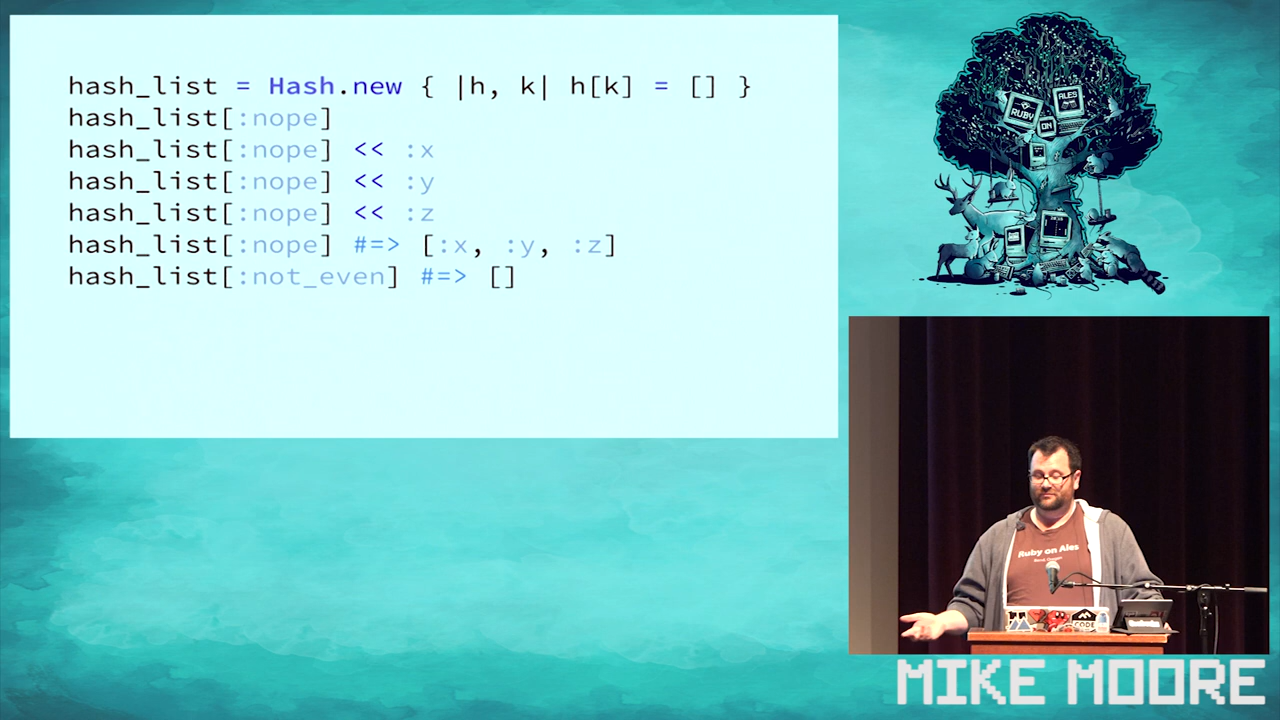 hash_list = Hash.new { |h, k| h[k] = [] }
hash_list[:nope]
hash_list[:nope] << :x
hash_list[:nope] << :y
hash_list[:nope] << :z
hash_list[:nope] #=> [:x, :y, :z]
hash_list[:not_even] #=> []
RUBY
ON
ALES
Ruby on Ales
CODE
MIKE MOORE